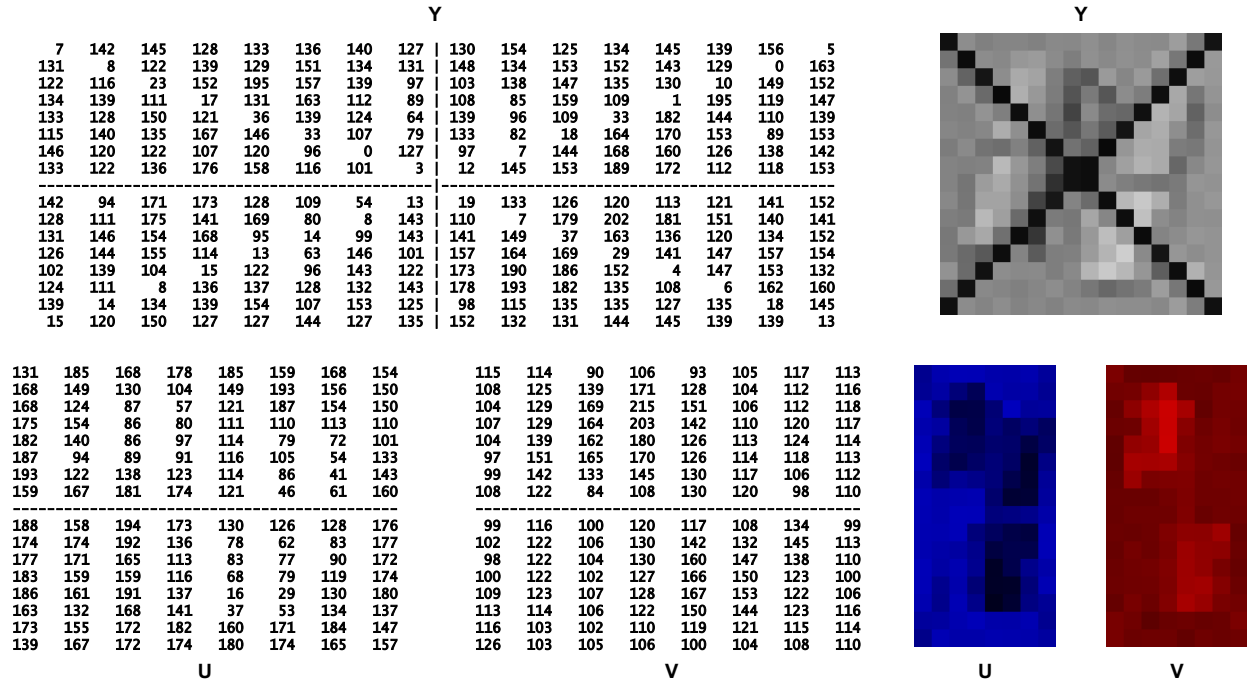 Y
Y
7 142 145 128 133 136 140 127 | 130 154 125 134 145 139 156 5
131 8 122 139 129 151 134 131 | 148 134 153 152 143 129 0 163
122 116 23 152 195 157 139 97 | 103 138 147 135 130 10 149 152
134 139 111 17 131 163 112 89 | 108 85 159 109 1 195 119 147
133 128 150 121 36 139 124 64 | 139 96 109 33 182 144 110 139
115 140 135 167 146 33 107 79 | 133 82 18 164 170 153 89 153
146 120 122 107 120 96 0 127 | 97 7 144 168 160 126 138 142
133 122 136 176 158 116 101 3 | 12 145 153 189 172 112 118 153
-----------------------------------------------|-----------------------------------------------
142 94 171 173 128 109 54 13 | 19 133 126 120 113 121 141 152
128 111 175 141 169 80 8 143 | 110 7 179 202 181 151 140 141
131 146 154 168 95 14 99 143 | 141 149 37 163 136 120 134 152
126 144 155 114 13 63 146 101 | 157 164 169 29 141 147 157 154
102 139 104 15 122 96 143 122 | 173 190 186 152 4 147 153 132
124 111 8 136 137 128 132 143 | 178 193 182 135 108 6 162 160
139 14 134 139 154 107 153 125 | 98 115 135 135 127 135 18 145
15 120 150 127 127 144 127 135 | 152 132 131 144 145 139 139 13
131 185 168 178 185 159 168 154
168 149 130 104 149 193 156 150
168 124 87 57 121 187 154 150
175 154 86 80 111 110 113 110
182 140 86 97 114 79 72 101
187 94 89 91 116 105 54 133
193 122 138 123 114 86 41 143
159 167 181 174 121 46 61 160
-----------------------------------------------
188 158 194 173 130 126 128 176
174 174 192 136 78 62 83 177
177 171 165 113 83 77 90 172
183 159 159 116 68 79 119 174
186 161 191 137 16 29 130 180
163 132 168 141 37 53 134 137
173 155 172 182 160 171 184 147
139 167 172 174 180 174 165 157
U
115 114 90 106 93 105 117 113
108 125 139 171 128 104 112 116
104 129 169 215 151 106 112 118
107 129 164 203 142 110 120 117
104 139 162 180 126 113 124 114
97 151 165 170 126 114 118 113
99 142 133 145 130 117 106 112
108 122 84 108 130 120 98 110
-----------------------------------------------
99 116 100 120 117 108 134 99
102 122 106 130 142 132 145 113
98 122 104 130 160 147 138 110
100 122 102 127 166 150 123 100
109 123 107 128 167 153 122 106
113 114 106 122 150 144 123 116
116 103 102 110 119 121 115 114
126 103 105 106 100 104 108 110
V
U
V